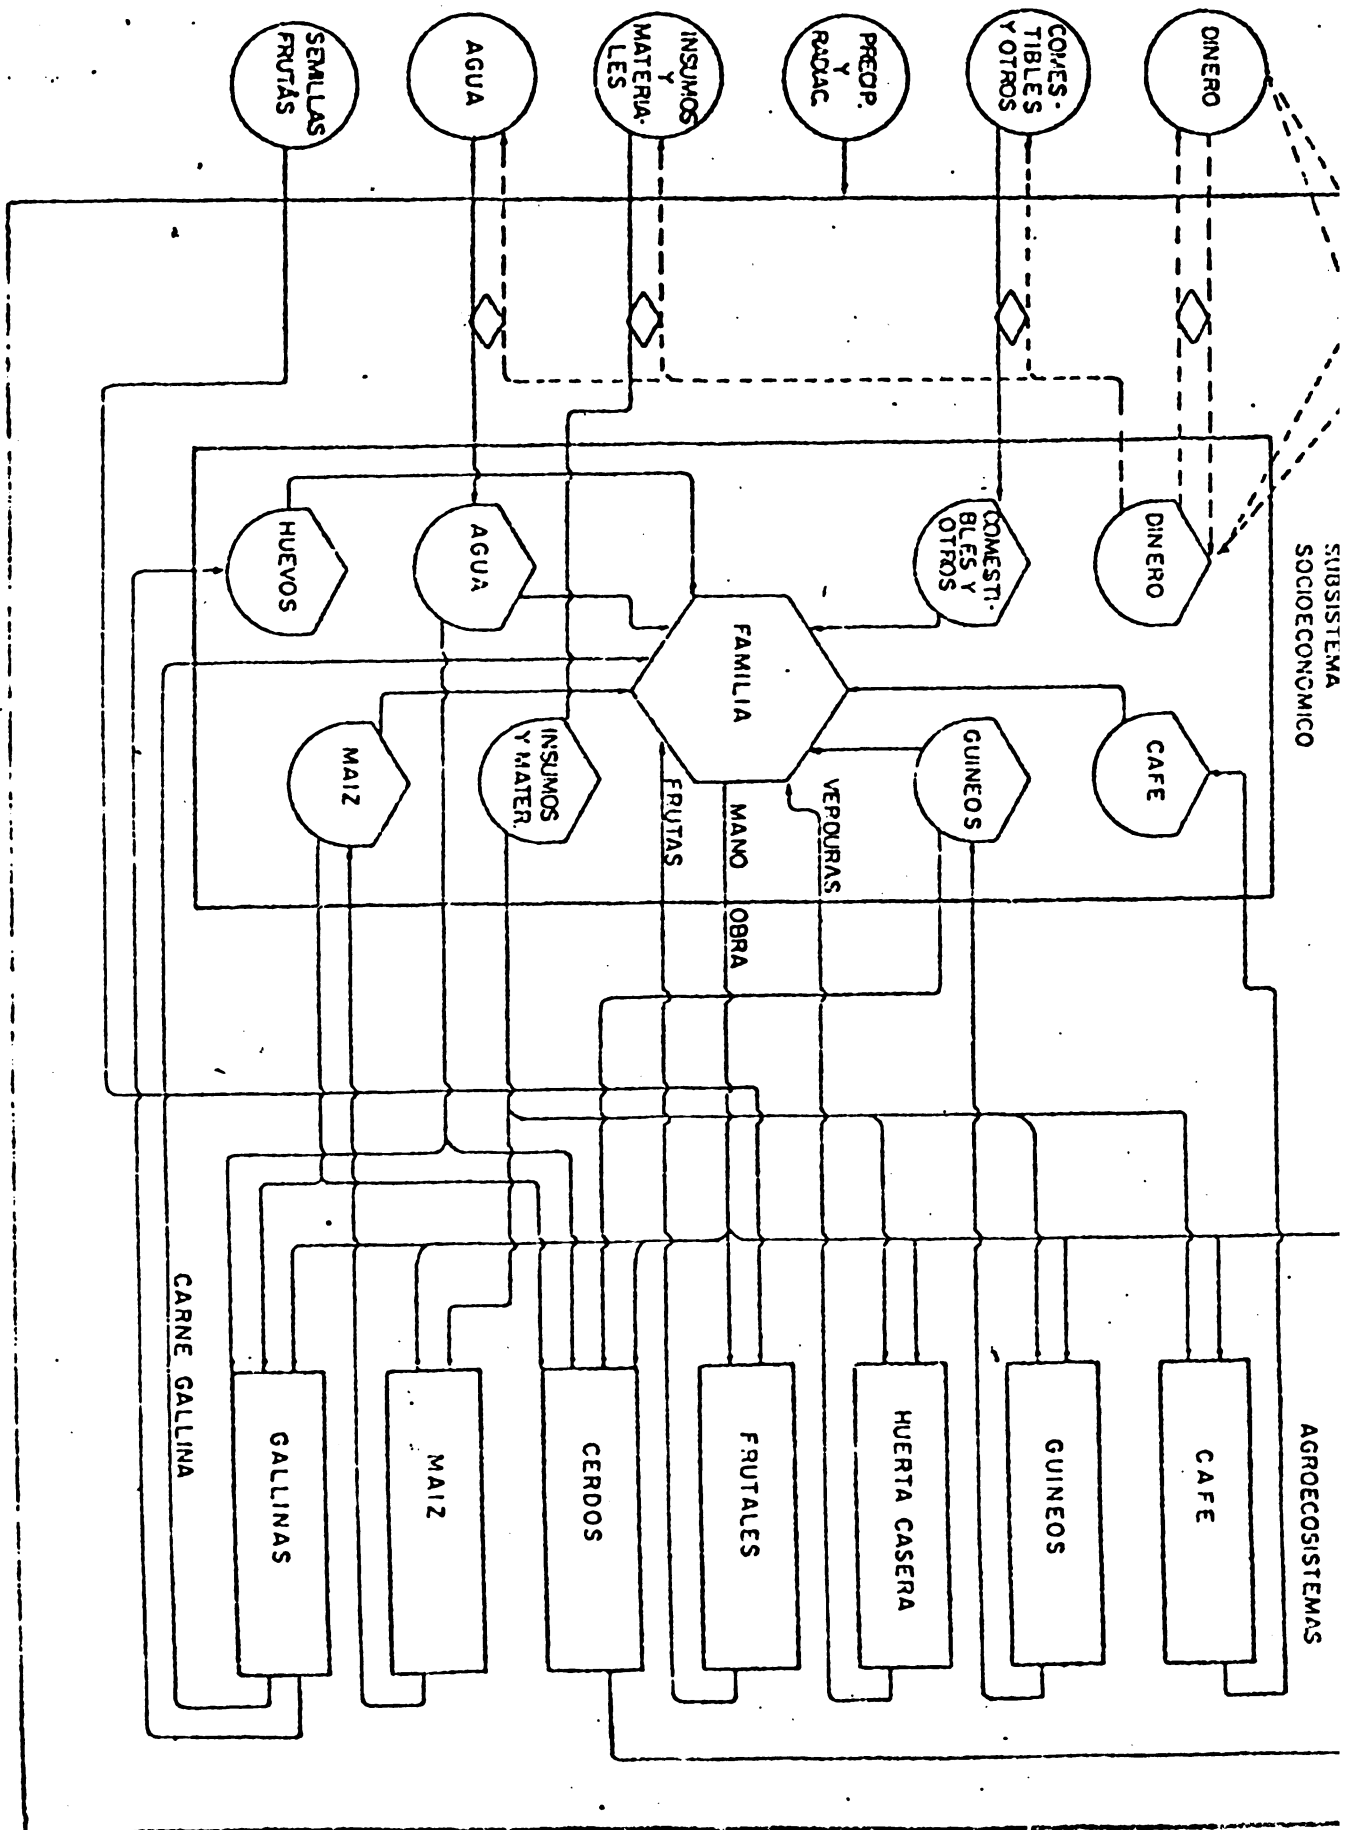 SUBSISTEMA
SOCIOECONOMICO
AGROECOSISTEMAS
DINERO
COMES-
TIBLES
Y OTROS
PRECIP.
Y
RADIAC.
INSUMOS
Y
MATERIA-
LES
AGUA
SEMILLAS
FRUTAS
DINERO
COMESTI-
BLES Y
OTROS
AGUA
HUEVOS
FAMILIA
CAFE
GUINEOS
INSUMOS
Y MATER.
MAIZ
VERDURAS
MANO OBRA
FRUTAS
CAFE
GUINEOS
HUERTA CASERA
FRUTALES
CERDOS
MAIZ
GALLINAS
CARNE GALLINA